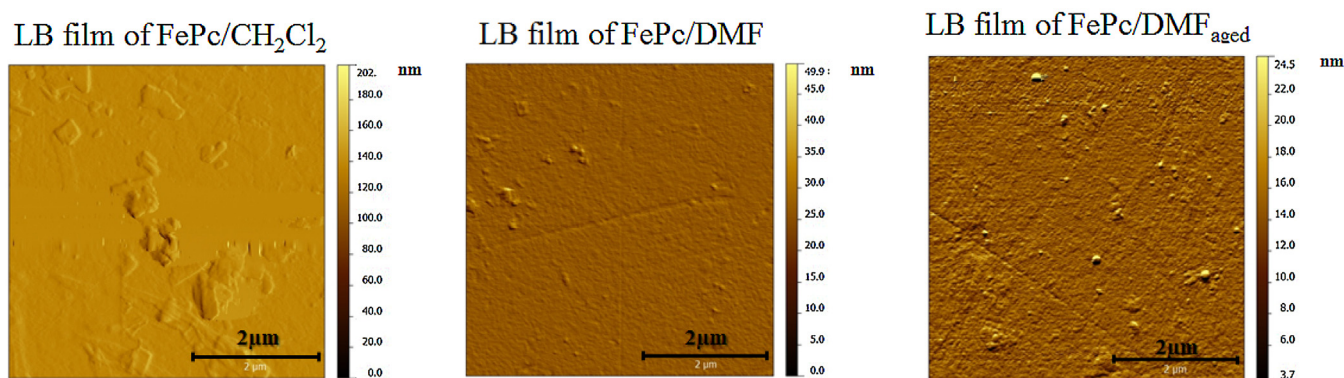 LB film of FePc/CH₂Cl₂
202. nm
180.0
160.0
140.0
120.0
100.0
80.0
60.0
40.0
20.0
0.0
2µm
2 µm
LB film of FePc/DMF
49.9: nm
45.0
40.0
35.0
30.0
25.0
20.0
15.0
10.0
5.0
0.0
2µm
2 µm
LB film of FePc/DMFaged
24.5 nm
22.0
20.0
18.0
16.0
14.0
12.0
10.0
8.0
6.0
3.7
2µm
2 µm